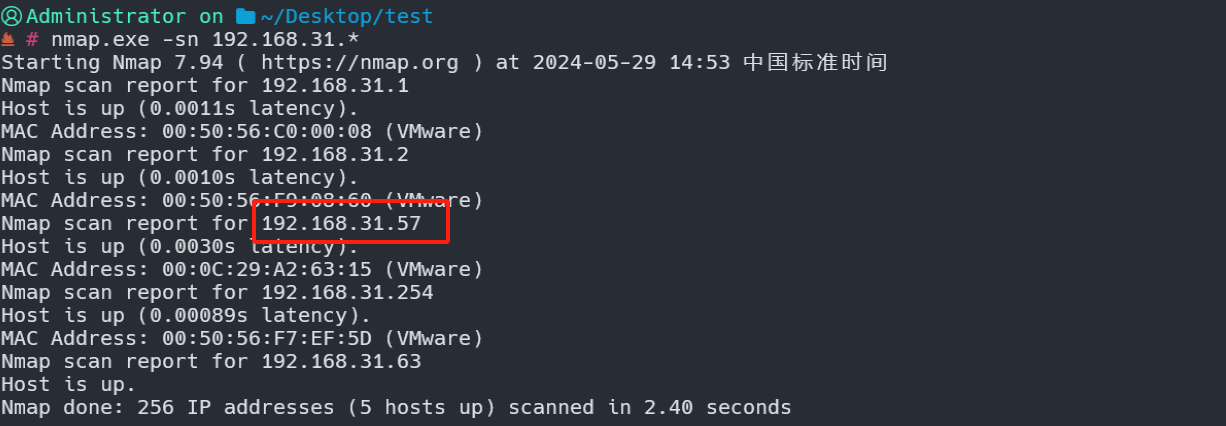 Administrator on ~/Desktop/test
# nmap.exe -sn 192.168.31.*
Starting Nmap 7.94 ( https://nmap.org ) at 2024-05-29 14:53 中国标准时间
Nmap scan report for 192.168.31.1
Host is up (0.0011s latency).
MAC Address: 00:50:56:C0:00:08 (VMware)
Nmap scan report for 192.168.31.2
Host is up (0.0010s latency).
MAC Address: 00:50:56:F9:08:60 (VMware)
Nmap scan report for 192.168.31.57
Host is up (0.0030s latency).
MAC Address: 00:0C:29:A2:63:15 (VMware)
Nmap scan report for 192.168.31.254
Host is up (0.00089s latency).
MAC Address: 00:50:56:F7:EF:5D (VMware)
Nmap scan report for 192.168.31.63
Host is up.
Nmap done: 256 IP addresses (5 hosts up) scanned in 2.40 seconds